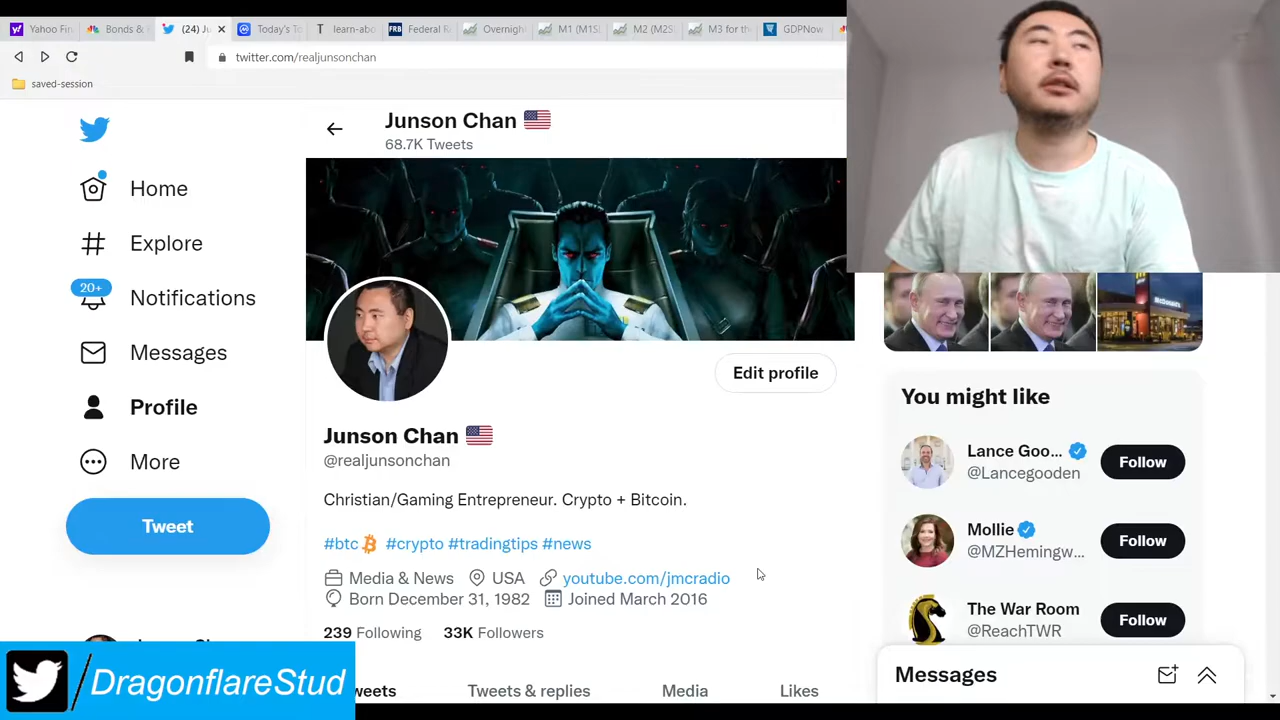 Yahoo Fin
Bonds &
(24) Ju
Today's To
learn-abo
Federal R
Overnigh
M1 (M1S
M2 (M2S
M3 for th
GDPNow
twitter.com/realjunsonchan
saved-session
Junson Chan
68.7K Tweets
Home
Explore
20+
Notifications
Messages
Profile
More
Tweet
Edit profile
Junson Chan
@realjunsonchan
Christian/Gaming Entrepreneur. Crypto + Bitcoin.
#btc #crypto #tradingtips #news
Media & News USA youtube.com/jmcradio
Born December 31, 1982 Joined March 2016
239 Following 33K Followers
weets Tweets & replies Media Likes
McDonald's
You might like
Lance Goo...
@Lancegooden
Follow
Mollie
@MZHemingw...
Follow
The War Room
@ReachTWR
Follow
Messages
/DragonflareStud